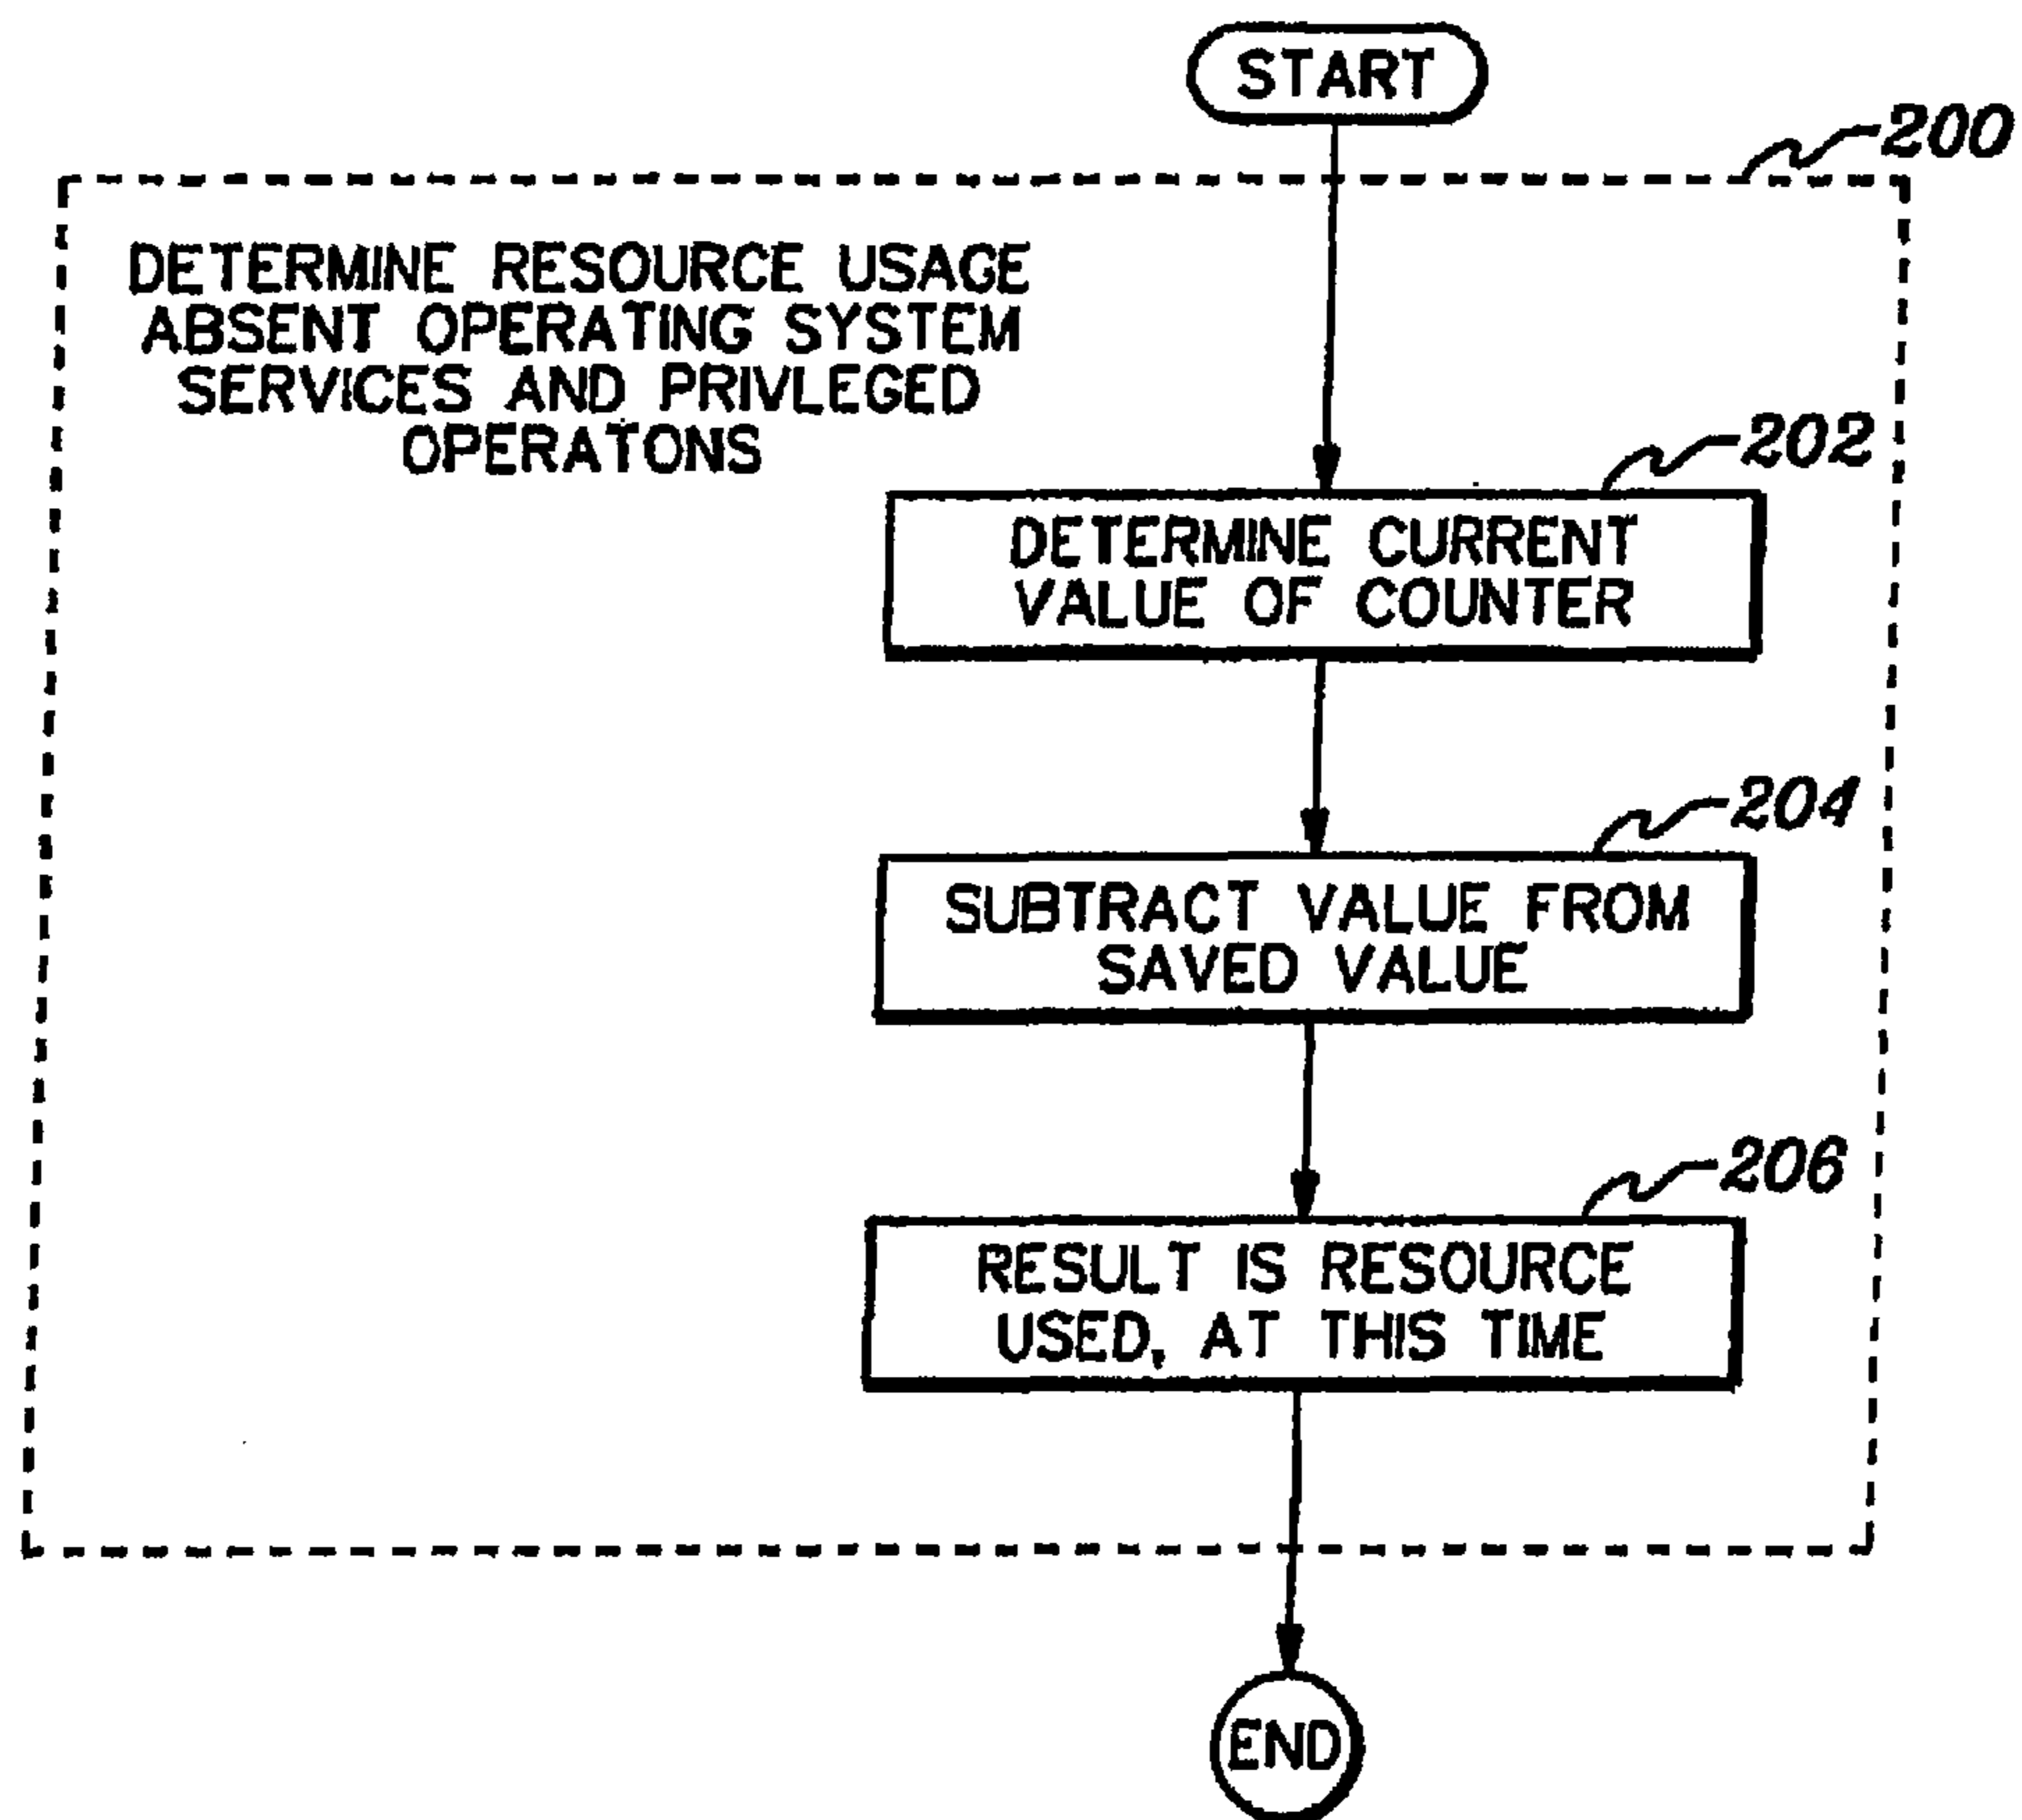 START
200
DETERMINE RESOURCE USAGE
ABSENT OPERATING SYSTEM
SERVICES AND PRIVLEGED
OPERATONS
202
DETERMINE CURRENT
VALUE OF COUNTER
204
SUBTRACT VALUE FROM
SAVED VALUE
206
RESULT IS RESOURCE
USED, AT THIS TIME
END